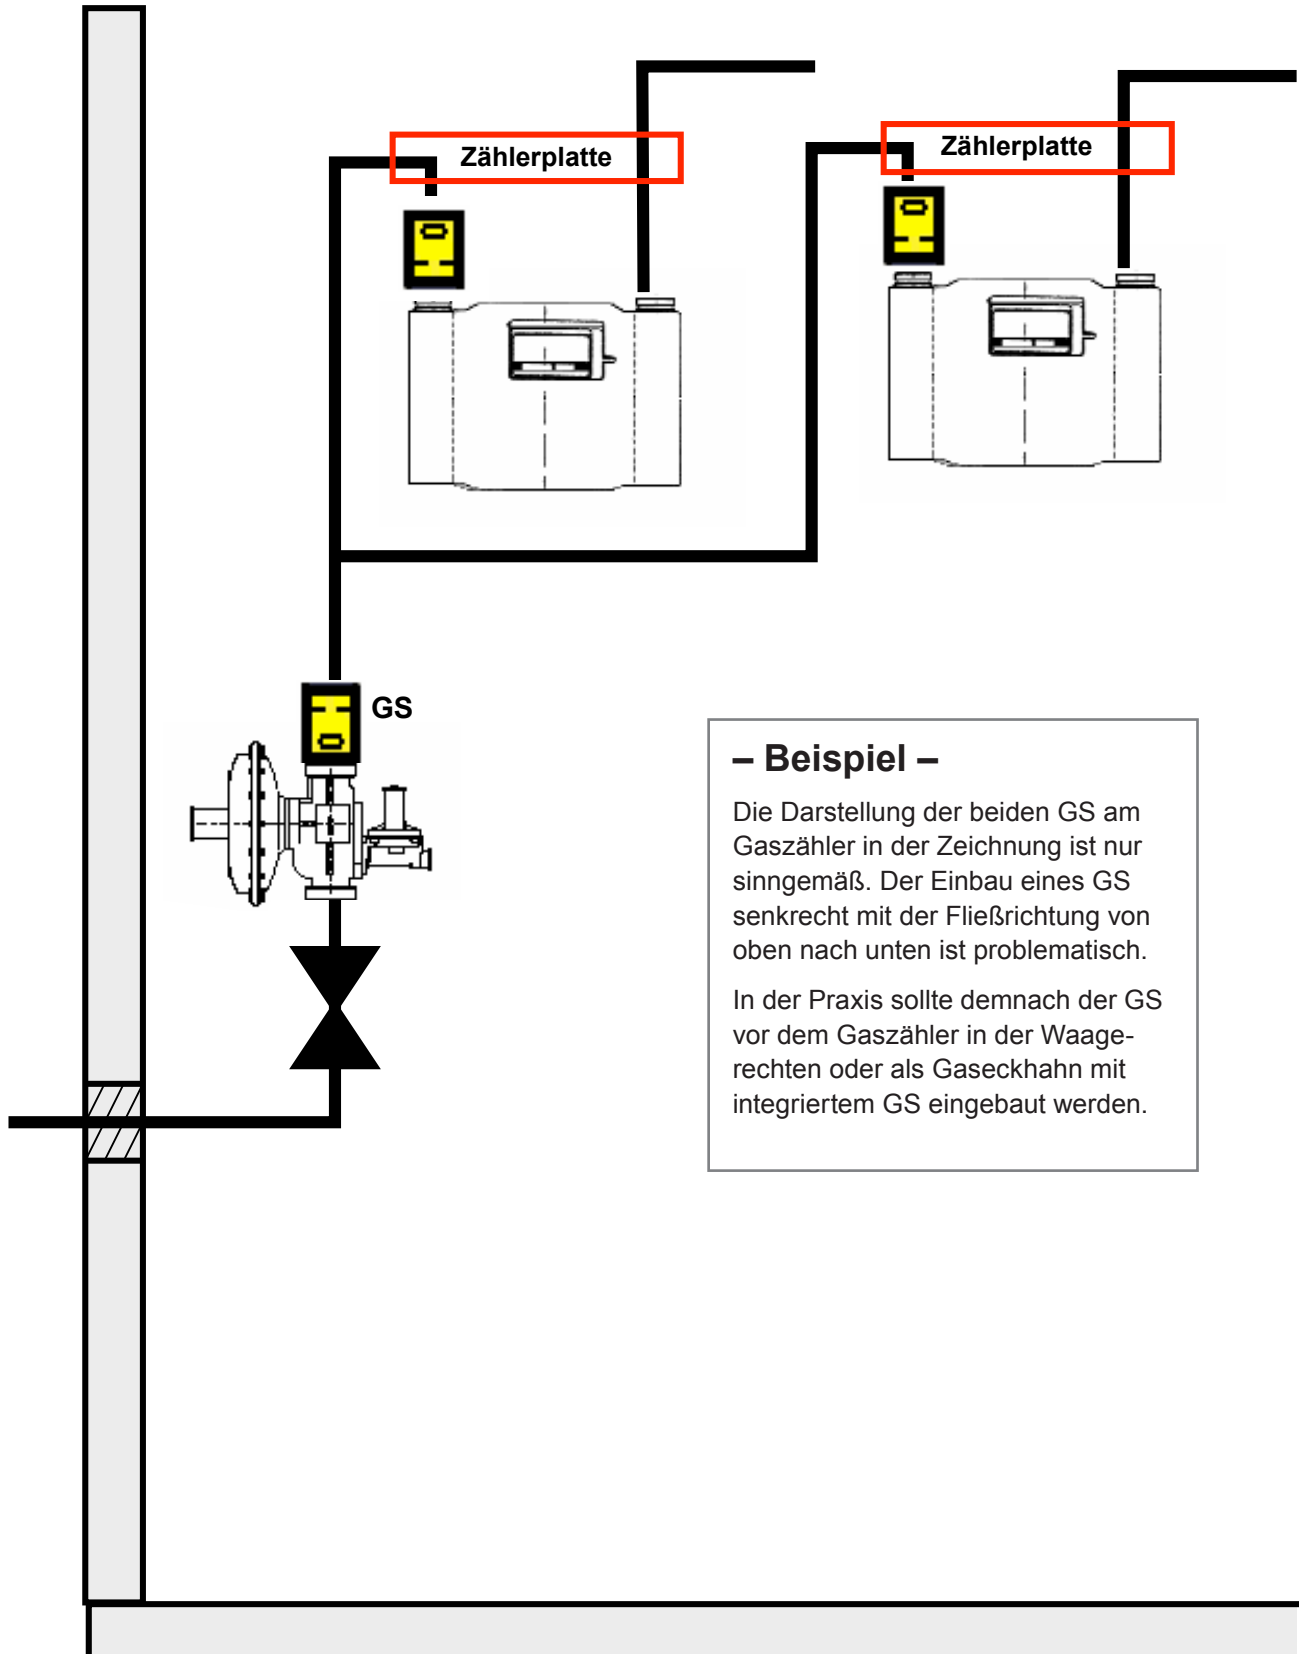 Zählerplatte
Zählerplatte
GS
– Beispiel –
Die Darstellung der beiden GS am
Gaszähler in der Zeichnung ist nur
sinngemäß. Der Einbau eines GS
senkrecht mit der Fließrichtung von
oben nach unten ist problematisch.
In der Praxis sollte demnach der GS
vor dem Gaszähler in der Waage-
rechten oder als Gaseckhahn mit
integriertem GS eingebaut werden.